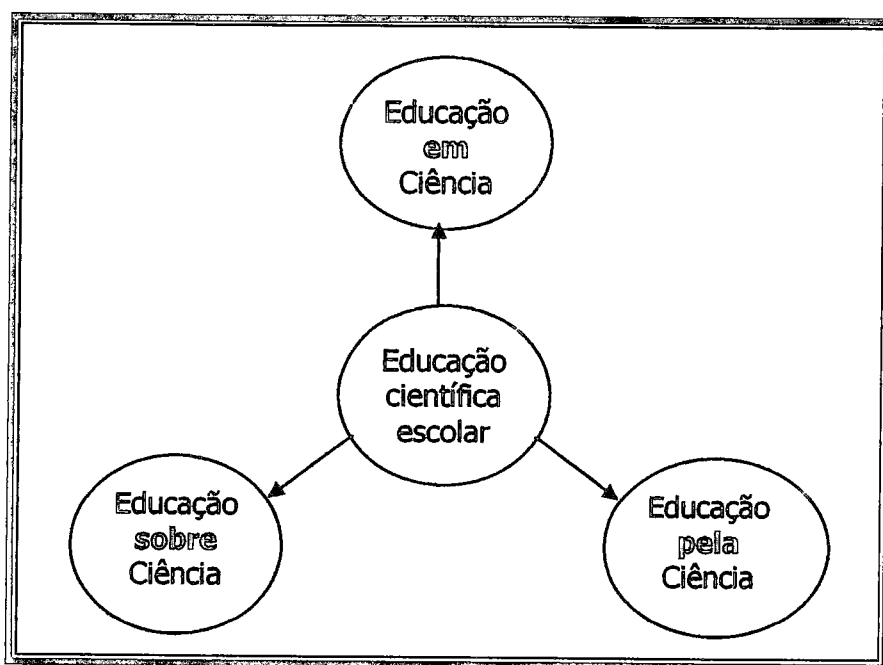 Educação
em
Ciência
Educação
científica
escolar
Educação
sobre
Ciência
Educação
pela
Ciência